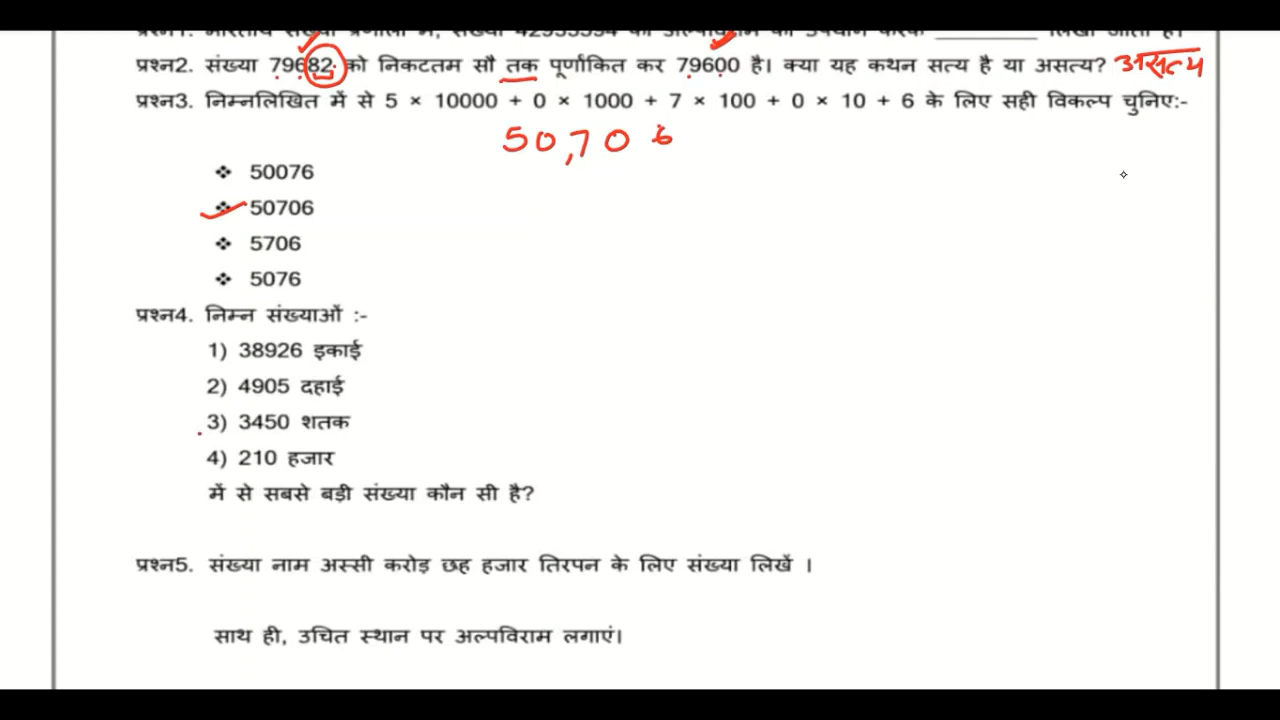 प्रश्न2. संख्या 79682 को निकटतम सौ तक पूर्णांकित कर 79600 है। क्या यह कथन सत्य है या असत्य? असत्य
प्रश्न3. निम्नलिखित में से 5 × 10000 + 0 × 1000 + 7 × 100 + 0 × 10 + 6 के लिए सही विकल्प चुनिए:-
50,706
❖ 50076
❖ 50706
❖ 5706
❖ 5076
प्रश्न4. निम्न संख्याओं :-
1) 38926 इकाई
2) 4905 दहाई
3) 3450 शतक
4) 210 हजार
में से सबसे बड़ी संख्या कौन सी है?
प्रश्न5. संख्या नाम अस्सी करोड़ छह हजार तिरपन के लिए संख्या लिखें ।
साथ ही, उचित स्थान पर अल्पविराम लगाएं।